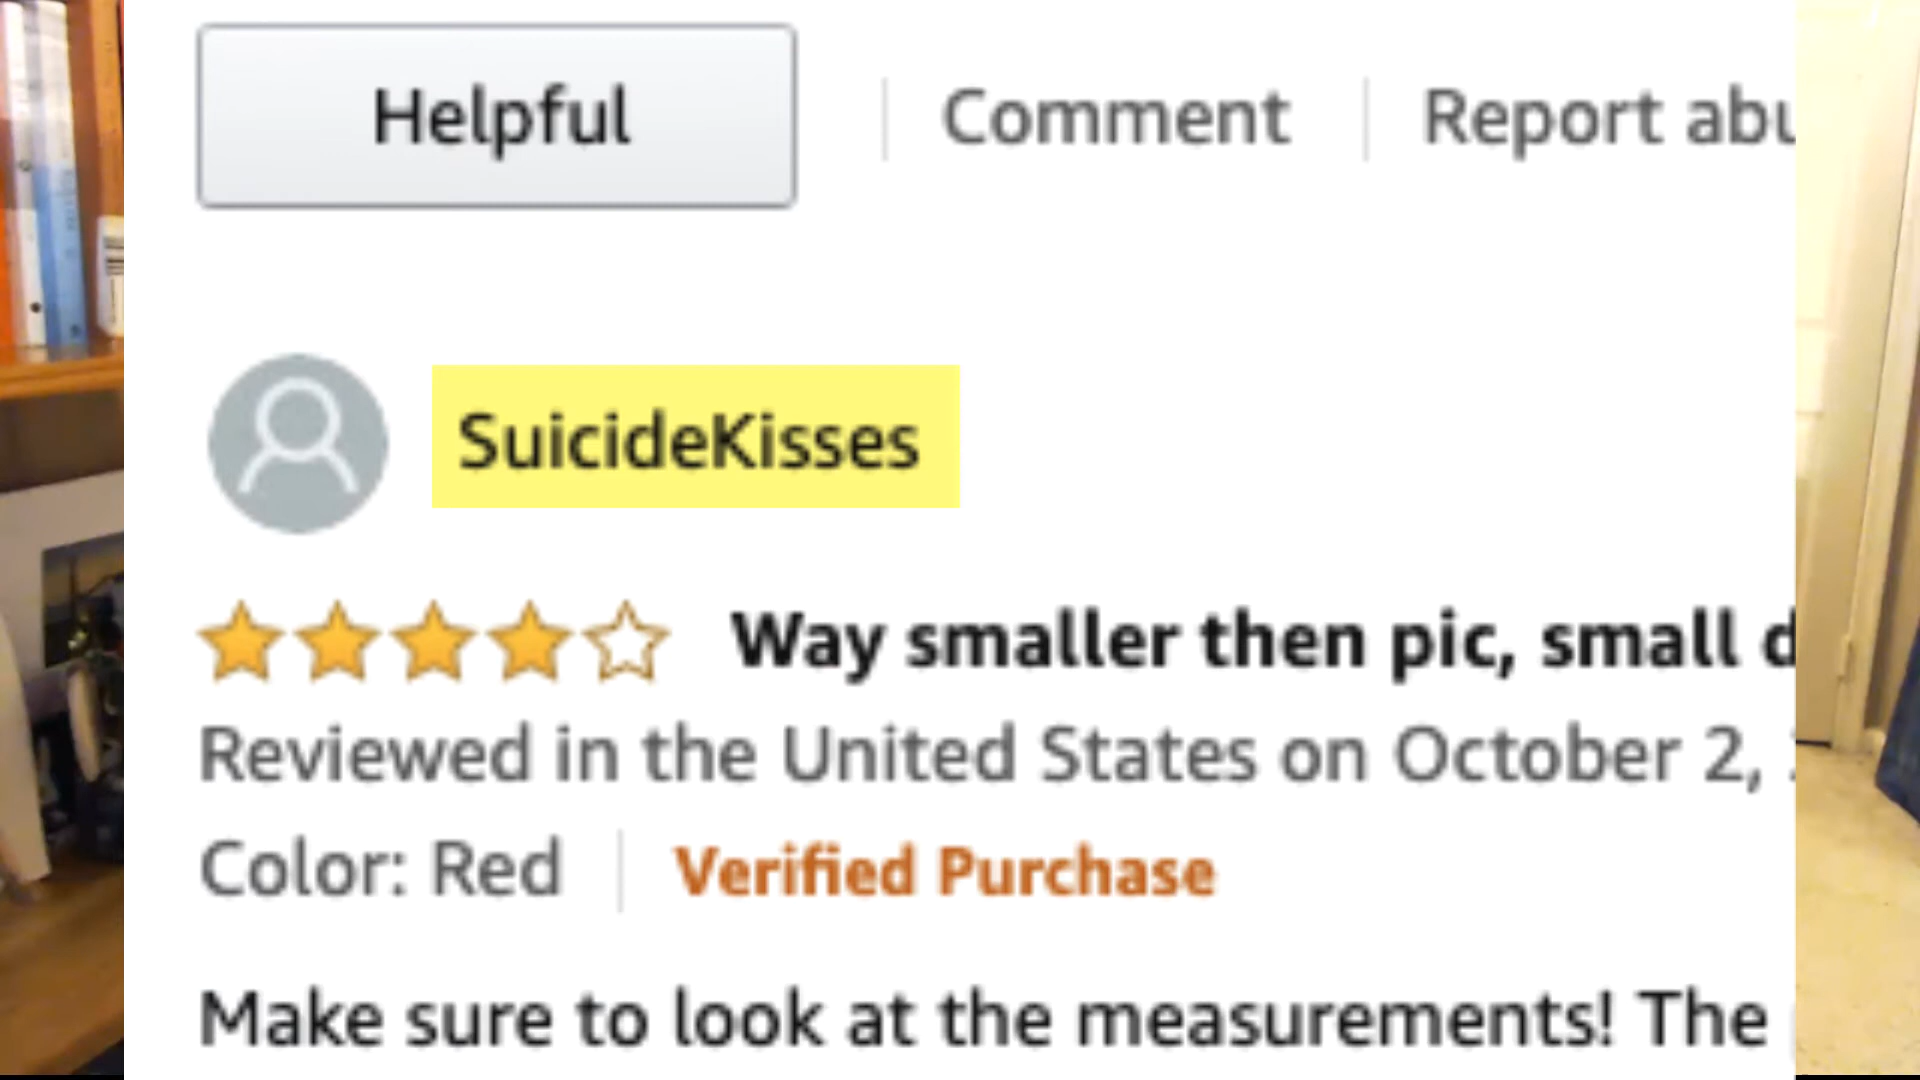 Helpful | Comment | Report abu
SuicideKisses
Way smaller then pic, small d
Reviewed in the United States on October 2,
Color: Red | Verified Purchase
Make sure to look at the measurements! The